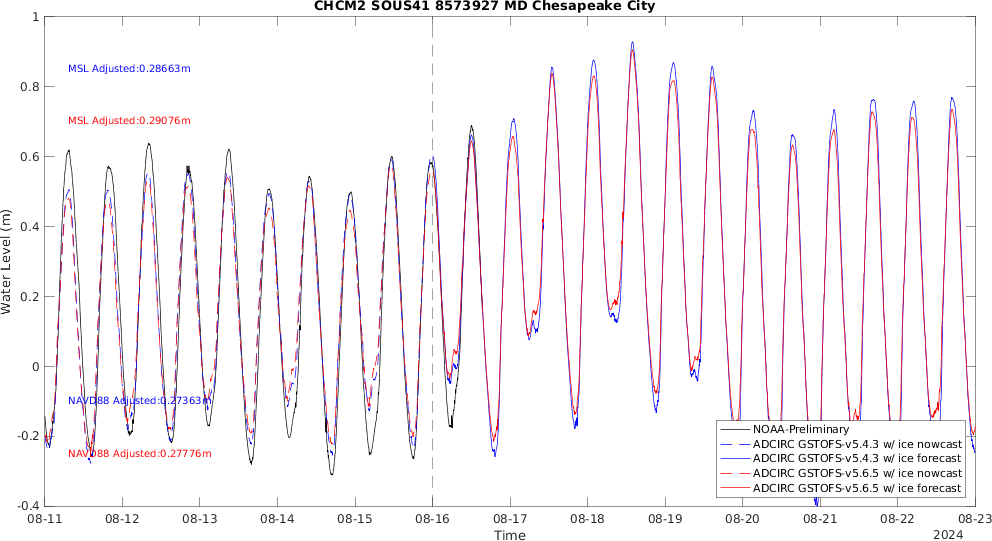 CHCM2 SOUS41 8573927 MD Chesapeake City
1
0.8
0.6
0.4
0.2
0
-0.2
-0.4
Water Level (m)
MSL Adjusted:0.28663m
MSL Adjusted:0.29076m
NAVD88 Adjusted:0.27363m
NAVD88 Adjusted:0.27776m
NOAA-Preliminary
ADCIRC GSTOFS-v5.4.3 w/ ice nowcast
ADCIRC GSTOFS-v5.4.3 w/ ice forecast
ADCIRC GSTOFS-v5.6.5 w/ ice nowcast
ADCIRC GSTOFS-v5.6.5 w/ ice forecast
08-11 08-12 08-13 08-14 08-15 08-16 08-17 08-18 08-19 08-20 08-21 08-22 08-23
Time
2024